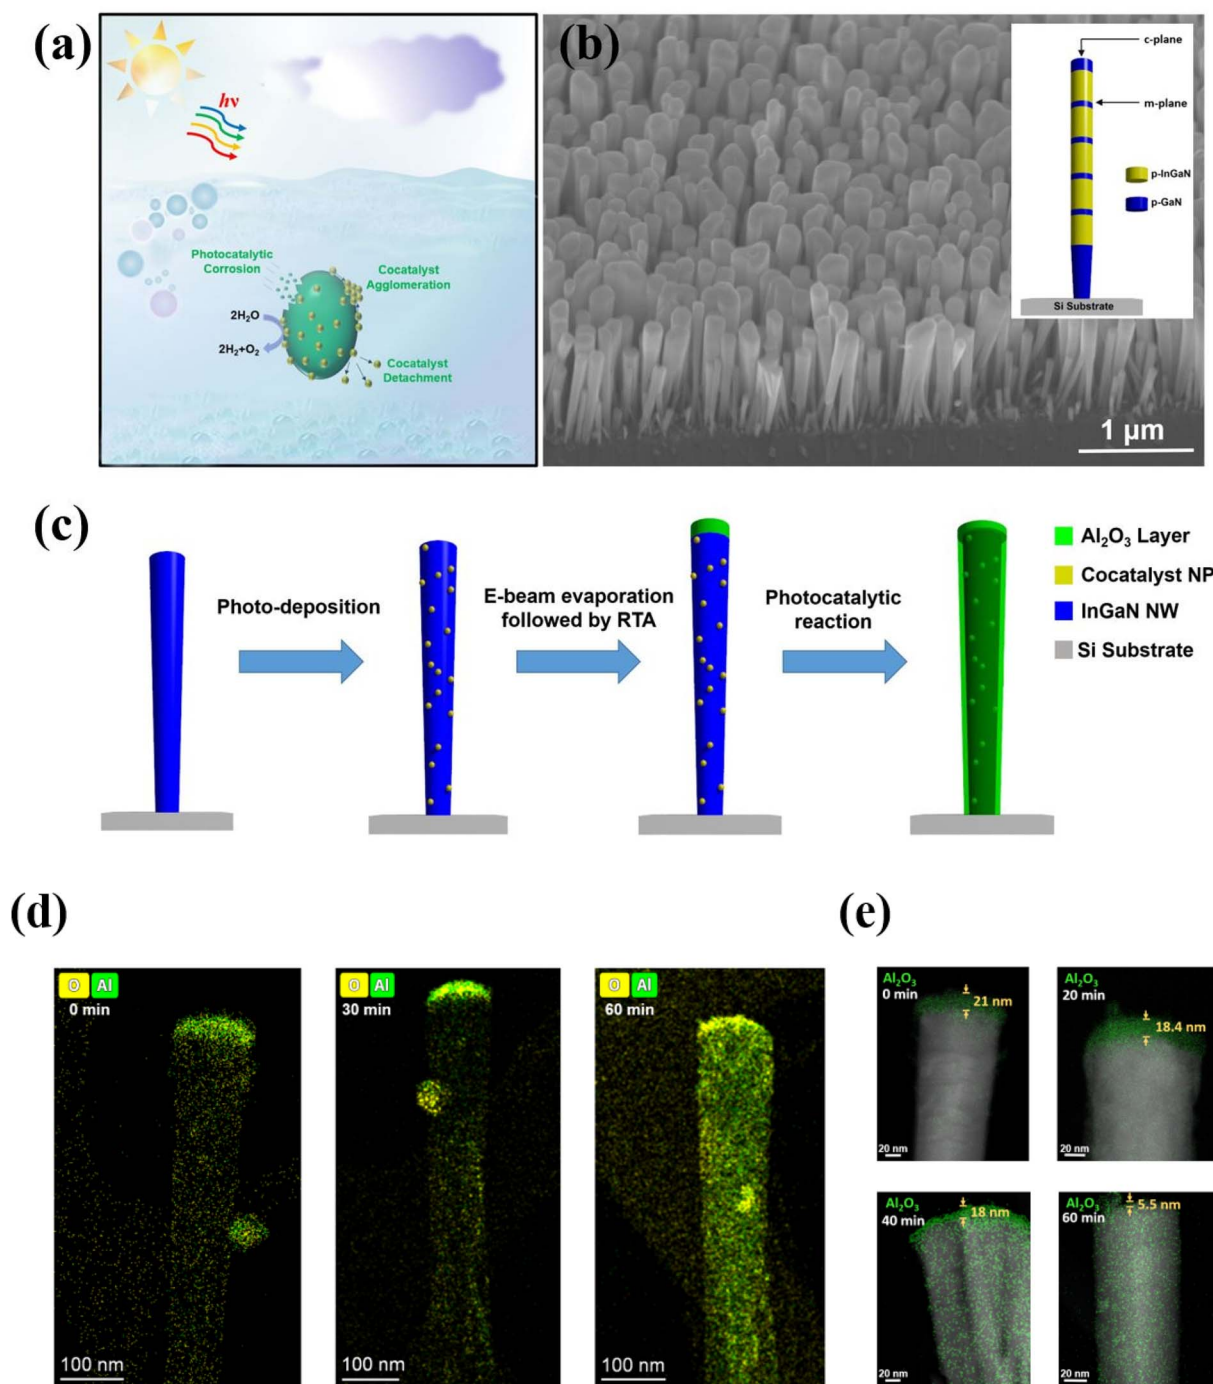 (a)
hν
Photocatalytic
Corrosion
Cocatalyst
Agglomeration
2H₂O
2H₂+O₂
Cocatalyst
Detachment
(b)
c-plane
m-plane
p-InGaN
p-GaN
Si Substrate
1 μm
(c)
Photo-deposition
E-beam evaporation
followed by RTA
Photocatalytic
reaction
Al₂O₃ Layer
Cocatalyst NP
InGaN NW
Si Substrate
(d)
O Al
0 min
100 nm
O Al
30 min
100 nm
O Al
60 min
100 nm
(e)
Al₂O₃
0 min
21 nm
20 nm
Al₂O₃
20 min
18.4 nm
20 nm
Al₂O₃
40 min
18 nm
20 nm
Al₂O₃
60 min
5.5 nm
20 nm